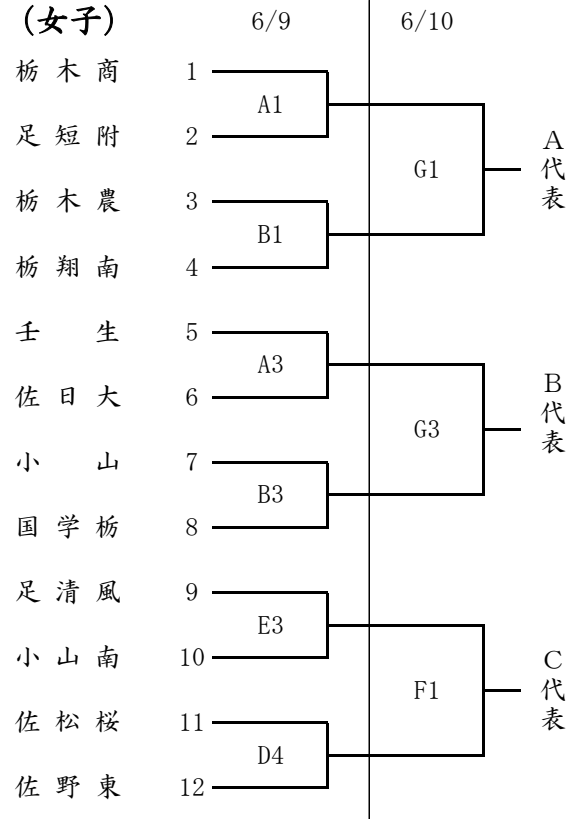 (女子) 6/9 6/10
栃木商 1
A1
足短附 2
G1
A代表
栃木農 3
B1
栃翔南 4
壬生 5
A3
佐日大 6
G3
B代表
小山 7
B3
国学栃 8
足清風 9
E3
小山南 10
F1
C代表
佐松桜 11
D4
佐野東 12